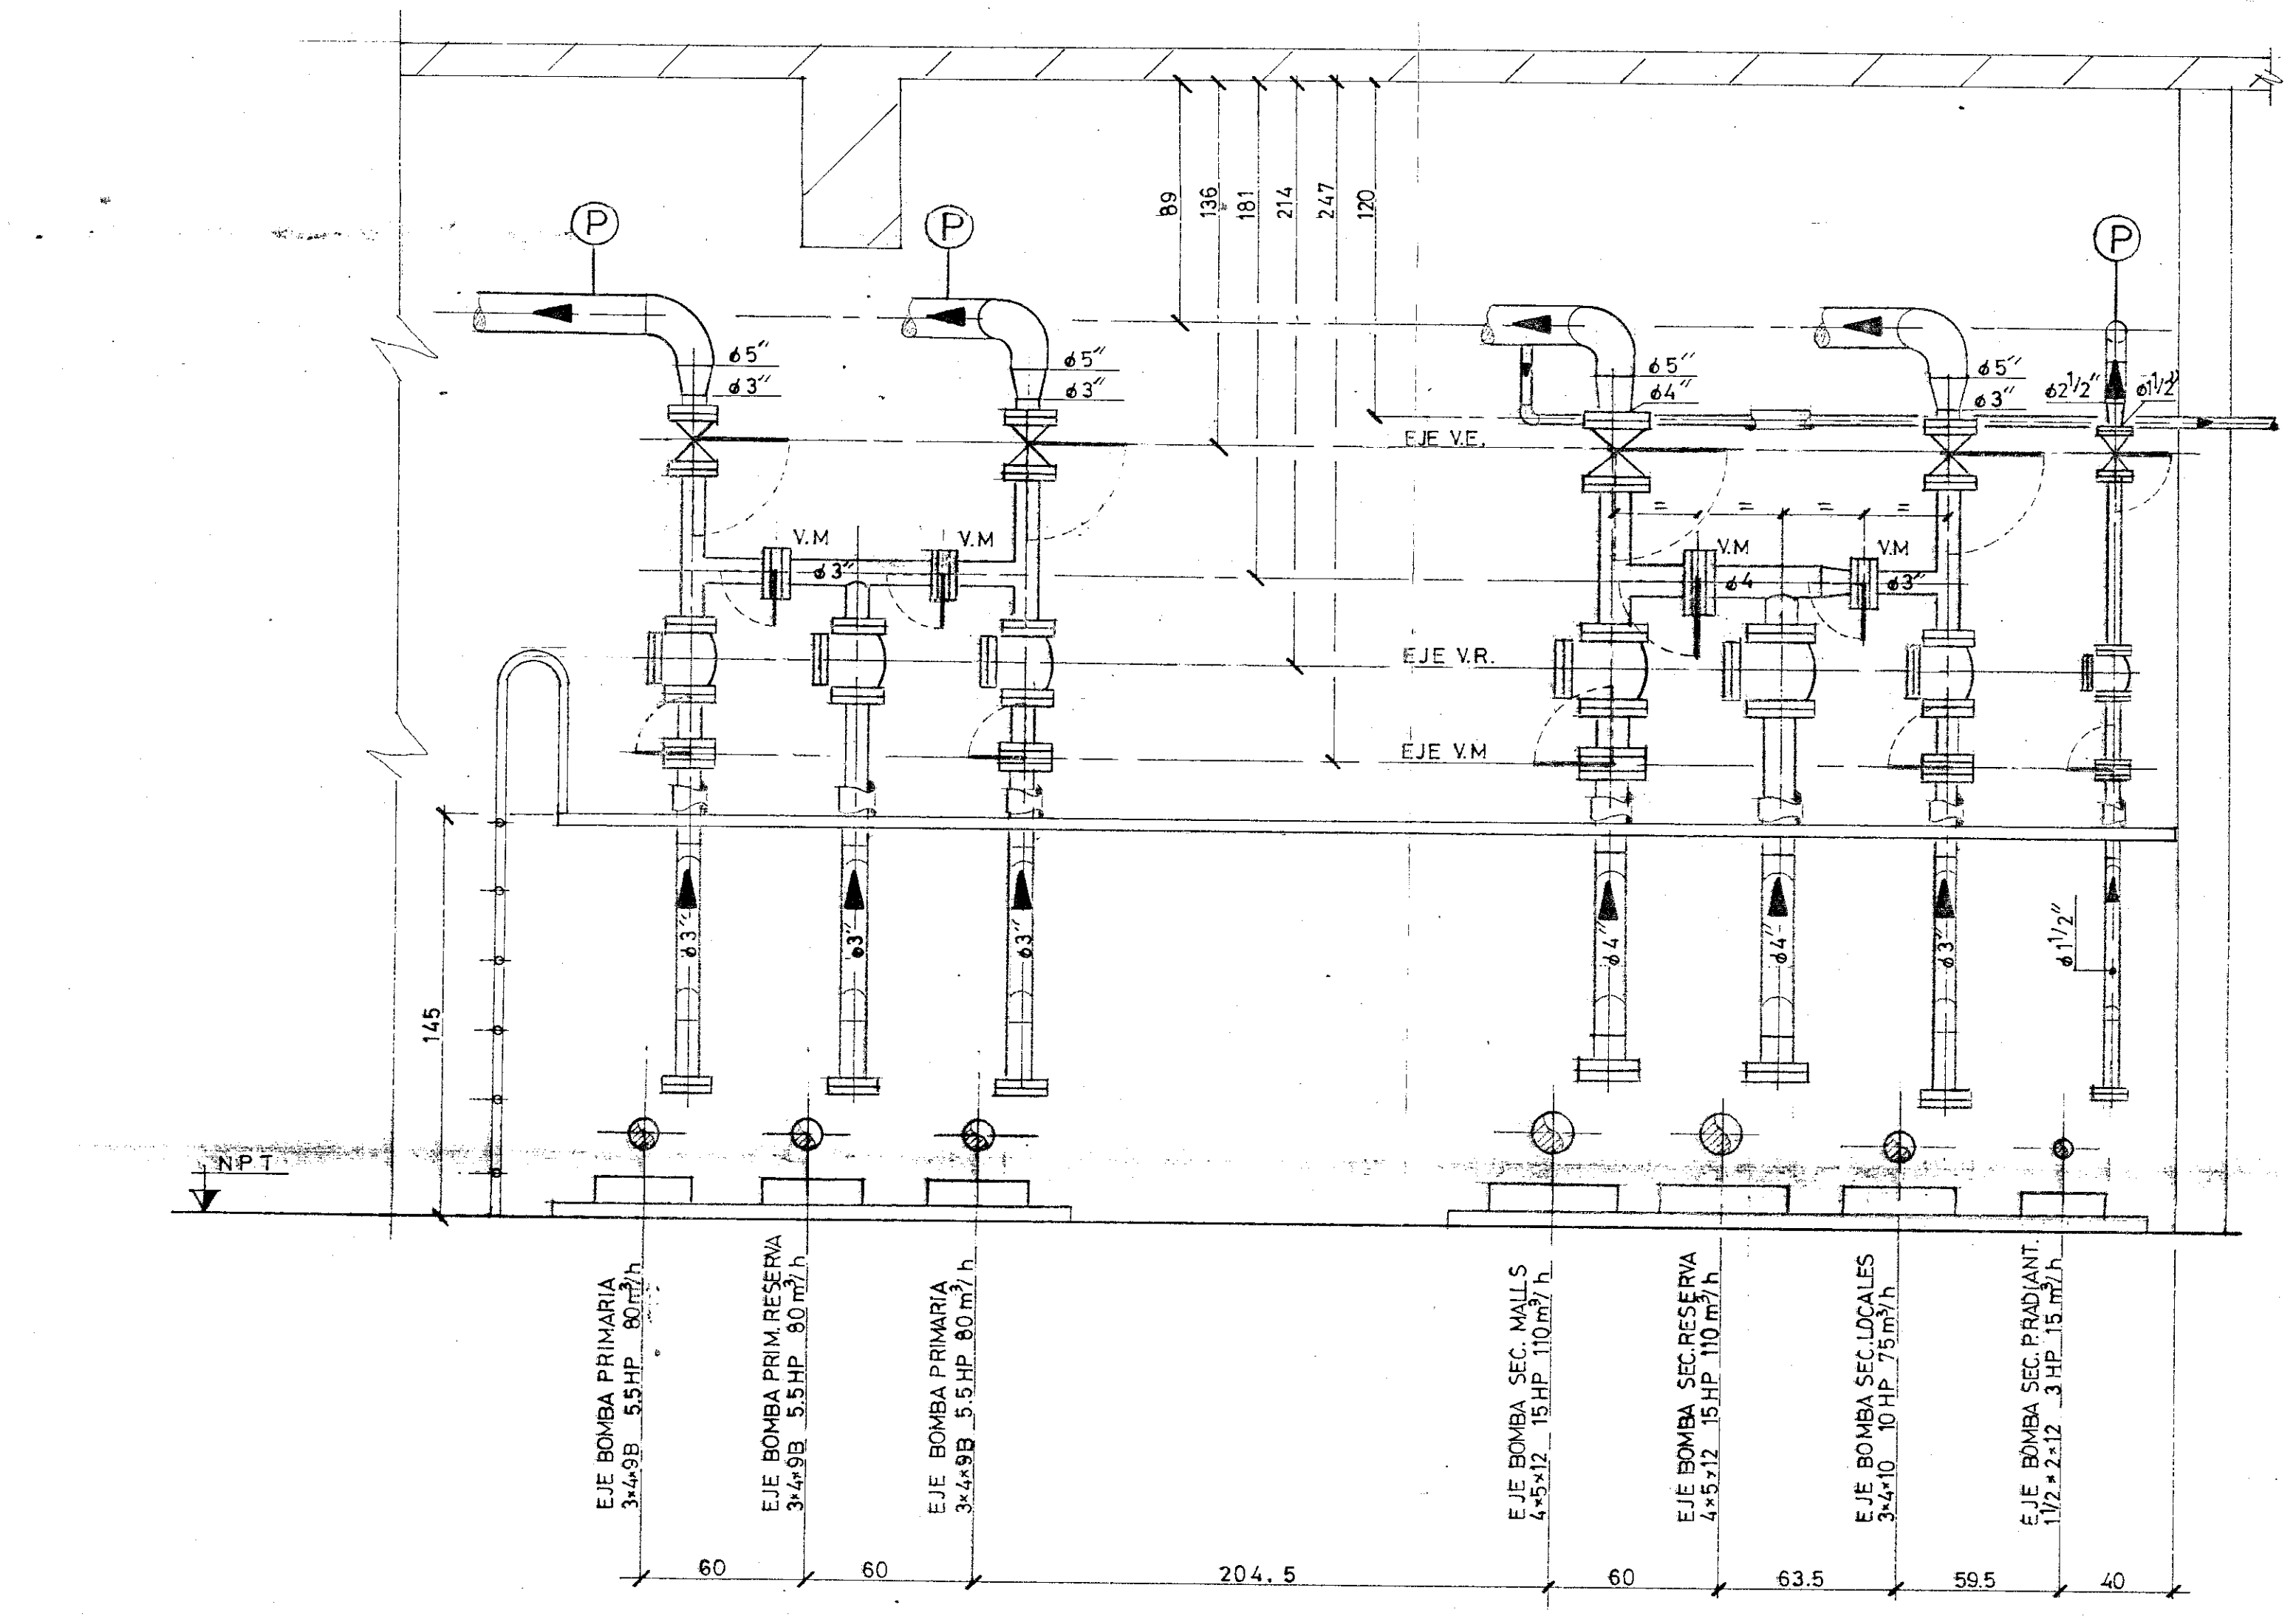 89
136
181
214
247
120
P
P
P
ø5"
ø3"
ø5"
ø3"
ø5"
ø4"
ø5"
ø3"
ø2 1/2"
ø1 1/2"
EJE V.E.
=
=
=
=
V.M
V.M
V.M
V.M
ø3"
ø4
ø3"
EJE V.R.
EJE V.M
ø3"
ø3"
ø3"
ø4"
ø4"
ø3"
ø1 1/2"
145
N.P.T
EJE BOMBA PRIMARIA
3×4×9B 5.5HP 80m³/h
EJE BOMBA PRIM.RESERVA
3×4×9B 5.5HP 80m³/h
EJE BOMBA PRIMARIA
3×4×9B 5.5HP 80m³/h
EJE BOMBA SEC. MALLS
4×5×12 15HP 110m³/h
EJE BOMBA SEC.RESERVA
4×5×12 15HP 110m³/h
EJE BOMBA SEC.LOCALES
3×4×10 10HP 75m³/h
EJE BOMBA SEC.P.RADIANT.
1 1/2×2×12 3HP 15m³/h
60
60
204.5
60
63.5
59.5
40